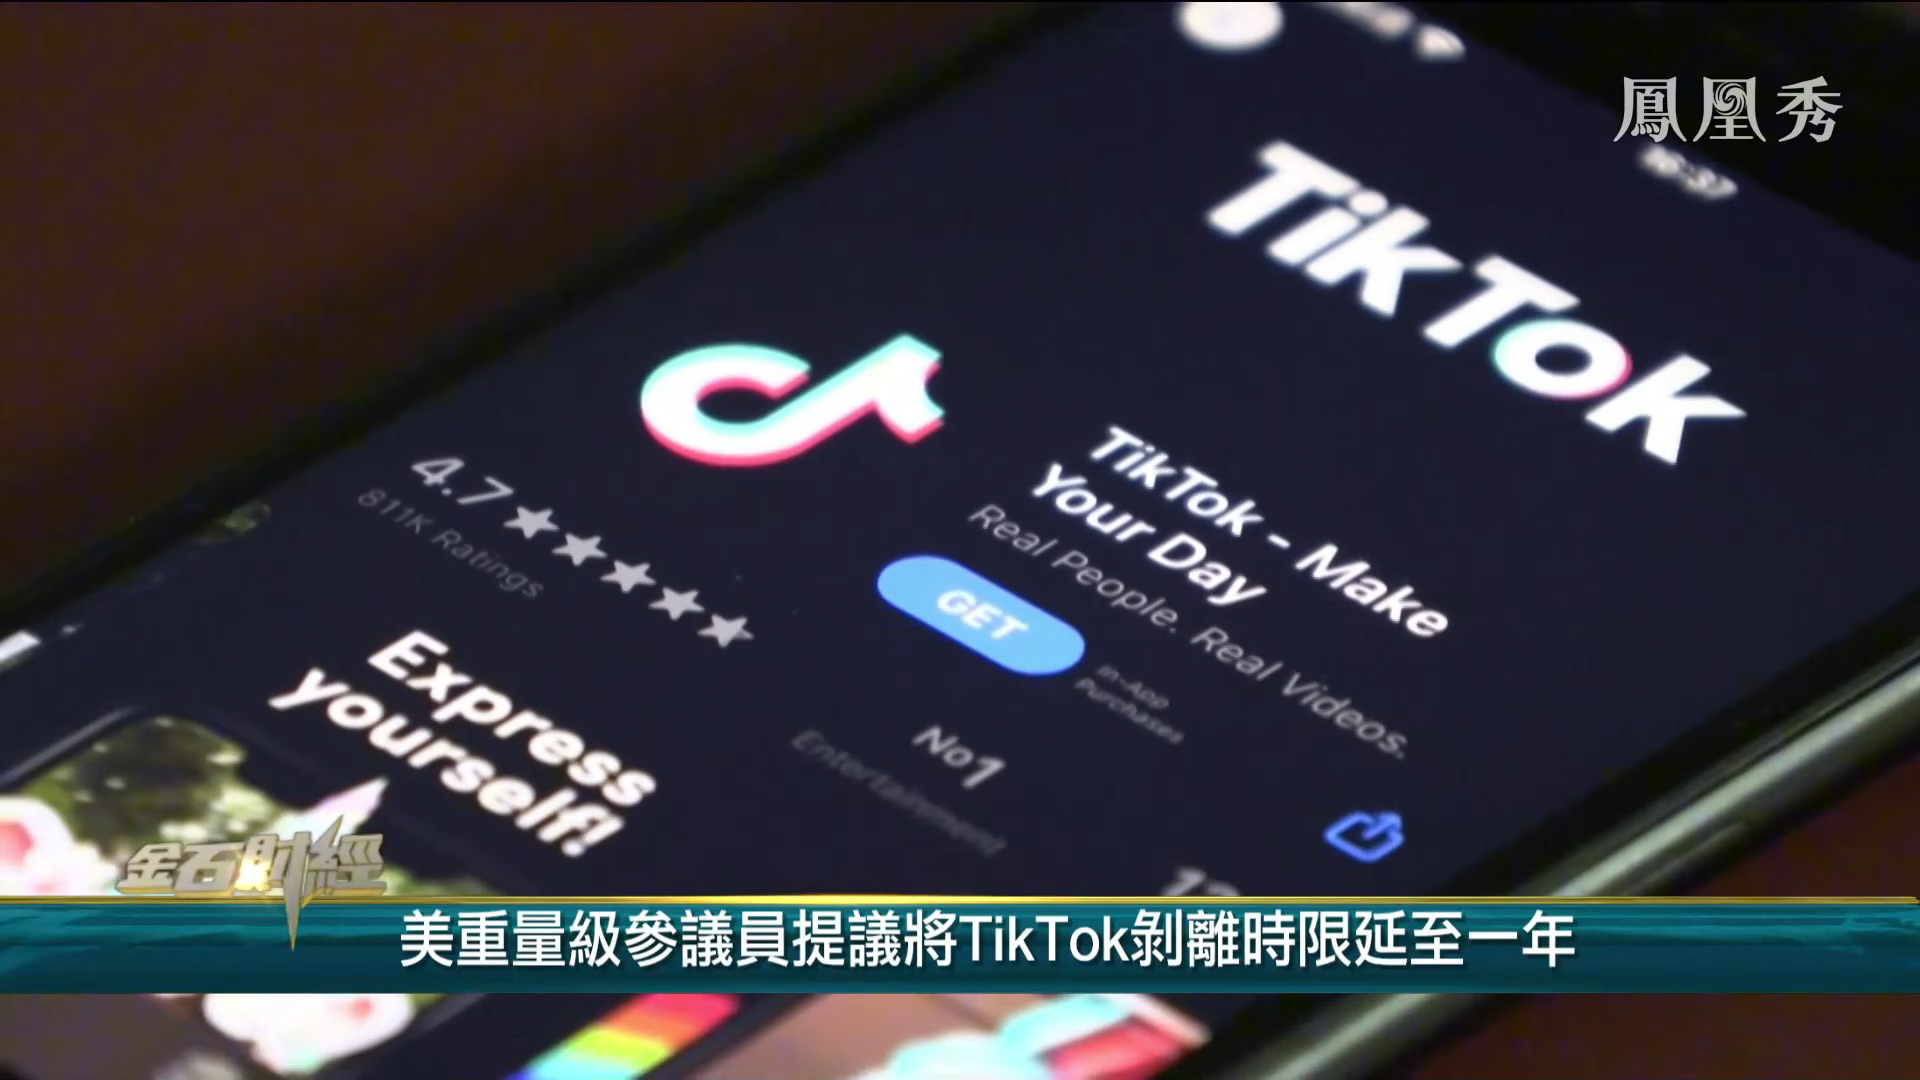 鳳凰秀
16:37
TikTok
TikTok - Make
Your Day
Real People. Real Videos.
GET
In-App
Purchases
4.7 ★★★★★
811K Ratings
No1
Entertainment
Express
yourself!
金石財經
美重量級參議員提議將TikTok剝離時限延至一年